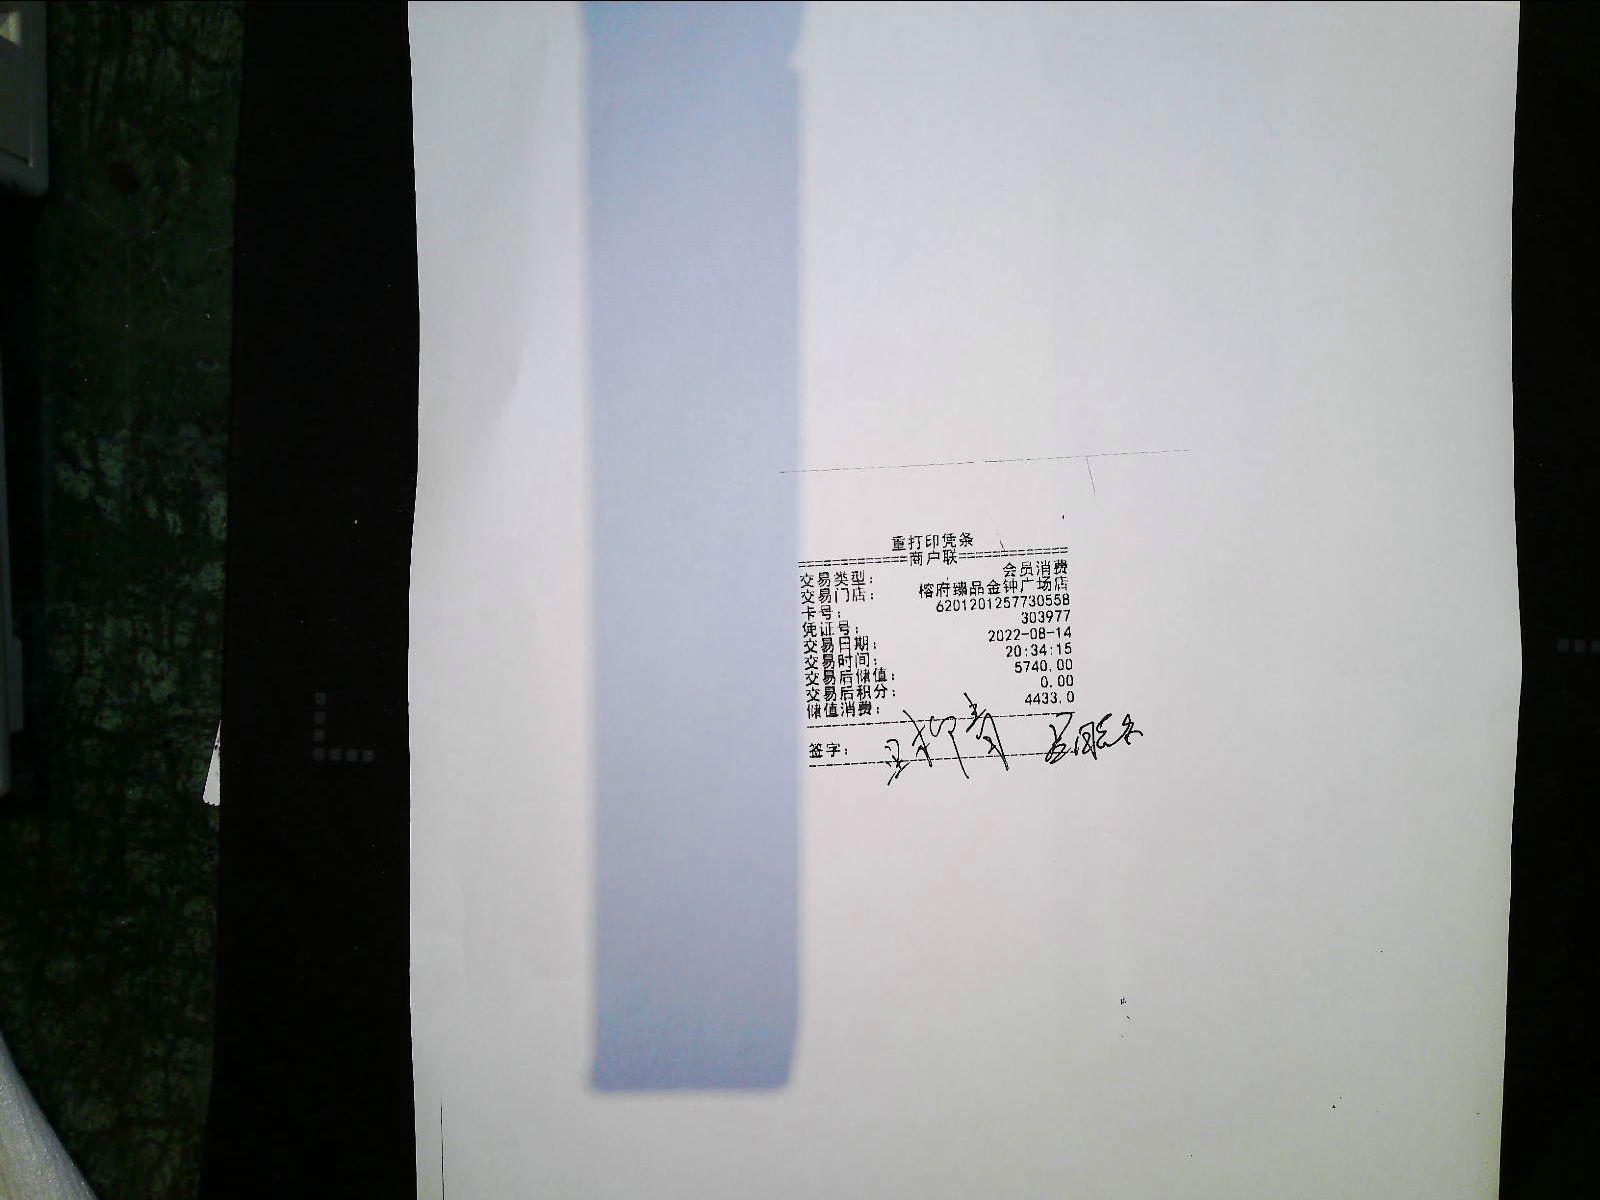 重打印凭条
============商户联============
交易类型： 会员消费
交易门店： 榕府臻品金钟广场店
卡号： 6201201257730558
凭证号： 303977
交易日期： 2022-08-14
交易时间： 20:34:15
交易后储值： 5740.00
交易后积分： 0.00
储值消费： 4433.0
签字：